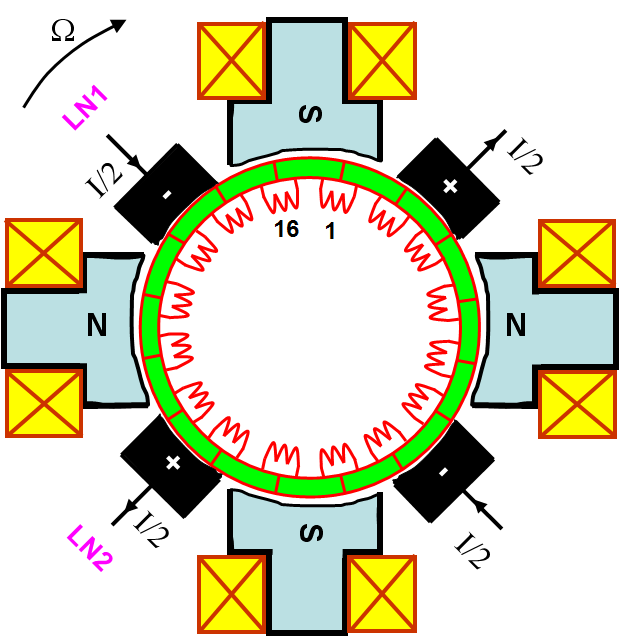 Ω
LN1
S
I/2
I/2
-
+
16 1
N
N
+
-
S
I/2
I/2
LN2